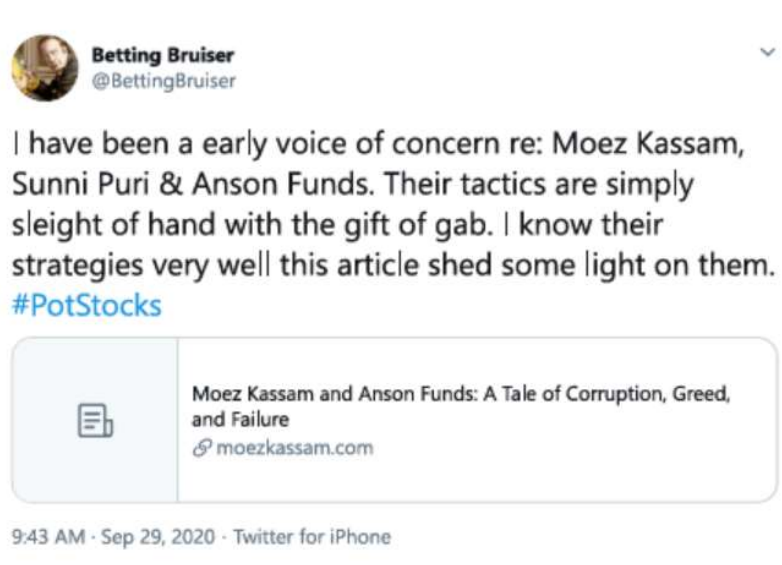 Betting Bruiser
@BettingBruiser
I have been a early voice of concern re: Moez Kassam,
Sunni Puri & Anson Funds. Their tactics are simply
sleight of hand with the gift of gab. I know their
strategies very well this article shed some light on them.
#PotStocks
Moez Kassam and Anson Funds: A Tale of Corruption, Greed,
and Failure
moezkassam.com
9:43 AM · Sep 29, 2020 · Twitter for iPhone